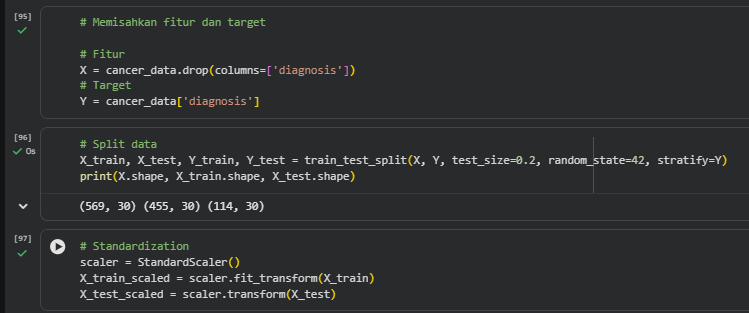 [95]
# Memisahkan fitur dan target
# Fitur
X = cancer_data.drop(columns=['diagnosis'])
# Target
Y = cancer_data['diagnosis']
[96]
0s
# Split data
X_train, X_test, Y_train, Y_test = train_test_split(X, Y, test_size=0.2, random_state=42, stratify=Y)
print(X.shape, X_train.shape, X_test.shape)
(569, 30) (455, 30) (114, 30)
[97]
# Standardization
scaler = StandardScaler()
X_train_scaled = scaler.fit_transform(X_train)
X_test_scaled = scaler.transform(X_test)